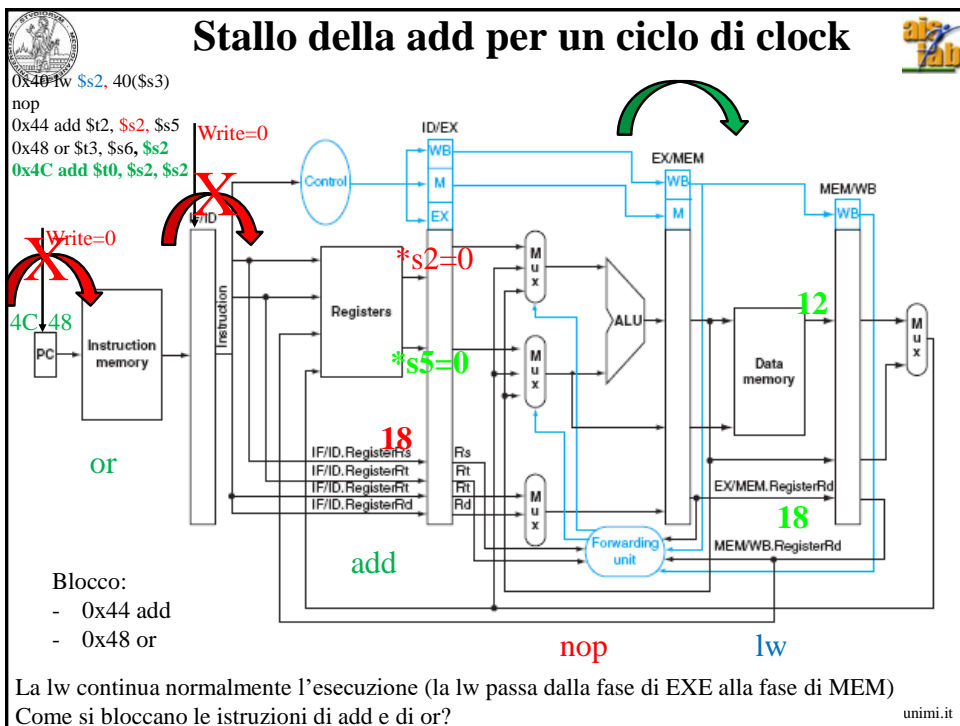 Stallo della add per un ciclo di clock
ais
lab
0x40 lw $s2, 40($s3)
nop
0x44 add $t2, $s2, $s5
0x48 or $t3, $s6, $s2
0x4C add $t0, $s2, $s2
Write=0
X
Write=0
X
4C 48
PC
Instruction
memory
or
IF/ID
Instruction
Control
ID/EX
WB
M
EX
EX/MEM
WB
M
MEM/WB
WB
Registers
*s2=0
*s5=0
18
Mux
Mux
Mux
ALU
12
Data
memory
Mux
IF/ID.RegisterRs
IF/ID.RegisterRt
IF/ID.RegisterRt
IF/ID.RegisterRd
Rs
Rt
Rt
Rd
EX/MEM.RegisterRd
18
Forwarding
unit
MEM/WB.RegisterRd
add
nop
lw
Blocco:
- 0x44 add
- 0x48 or
La lw continua normalmente l’esecuzione (la lw passa dalla fase di EXE alla fase di MEM)
Come si bloccano le istruzioni di add e di or?
unimi.it